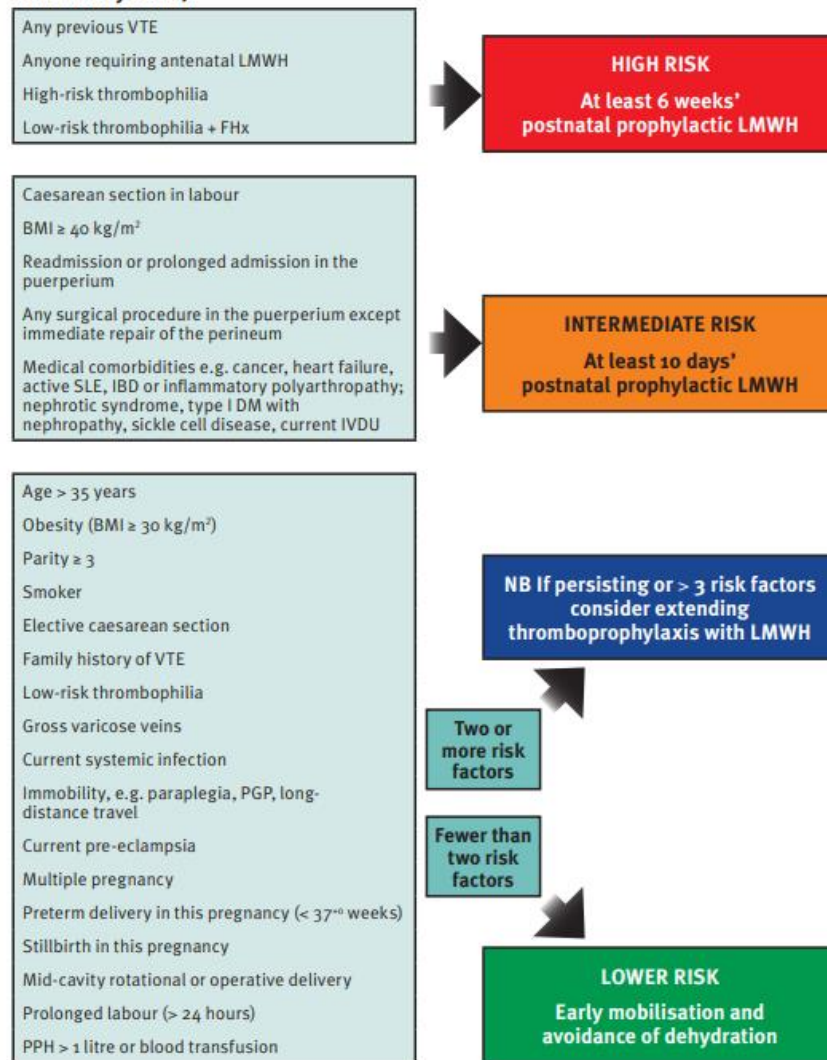 Any previous VTE
Anyone requiring antenatal LMWH
High-risk thrombophilia
Low-risk thrombophilia + FHx
HIGH RISK
At least 6 weeks’
postnatal prophylactic LMWH
Caesarean section in labour
BMI ≥ 40 kg/m²
Readmission or prolonged admission in the
puerperium
Any surgical procedure in the puerperium except
immediate repair of the perineum
Medical comorbidities e.g. cancer, heart failure,
active SLE, IBD or inflammatory polyarthropathy;
nephrotic syndrome, type I DM with
nephropathy, sickle cell disease, current IVDU
INTERMEDIATE RISK
At least 10 days’
postnatal prophylactic LMWH
Age > 35 years
Obesity (BMI ≥ 30 kg/m²)
Parity ≥ 3
Smoker
Elective caesarean section
Family history of VTE
Low-risk thrombophilia
Gross varicose veins
Current systemic infection
Immobility, e.g. paraplegia, PGP, long-
distance travel
Current pre-eclampsia
Multiple pregnancy
Preterm delivery in this pregnancy (< 37⁺⁰ weeks)
Stillbirth in this pregnancy
Mid-cavity rotational or operative delivery
Prolonged labour (> 24 hours)
PPH > 1 litre or blood transfusion
Two or
more risk
factors
NB If persisting or > 3 risk factors
consider extending
thromboprophylaxis with LMWH
Fewer than
two risk
factors
LOWER RISK
Early mobilisation and
avoidance of dehydration